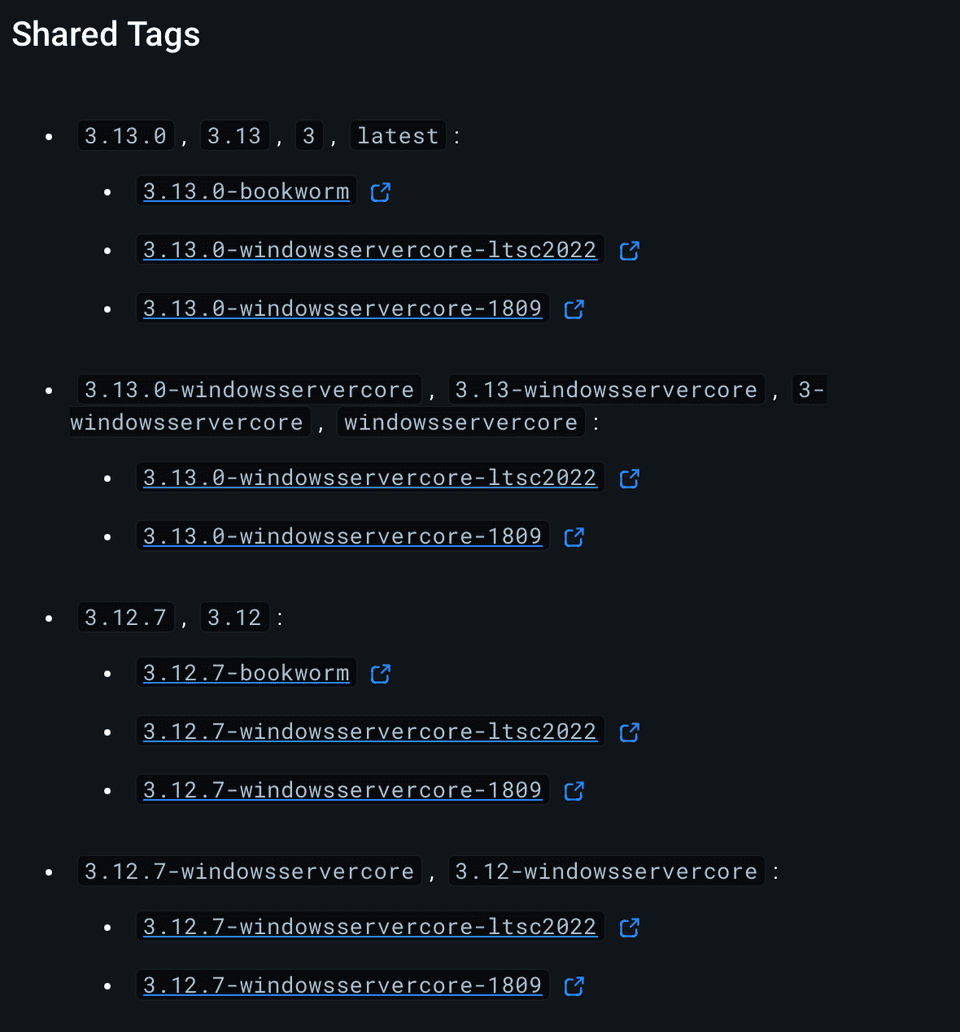 Shared Tags
3.13.0 , 3.13 , 3 , latest :
3.13.0-bookworm
3.13.0-windowsservercore-ltsc2022
3.13.0-windowsservercore-1809
3.13.0-windowsservercore , 3.13-windowsservercore , 3-
windowsservercore , windowsservercore :
3.13.0-windowsservercore-ltsc2022
3.13.0-windowsservercore-1809
3.12.7 , 3.12 :
3.12.7-bookworm
3.12.7-windowsservercore-ltsc2022
3.12.7-windowsservercore-1809
3.12.7-windowsservercore , 3.12-windowsservercore :
3.12.7-windowsservercore-ltsc2022
3.12.7-windowsservercore-1809